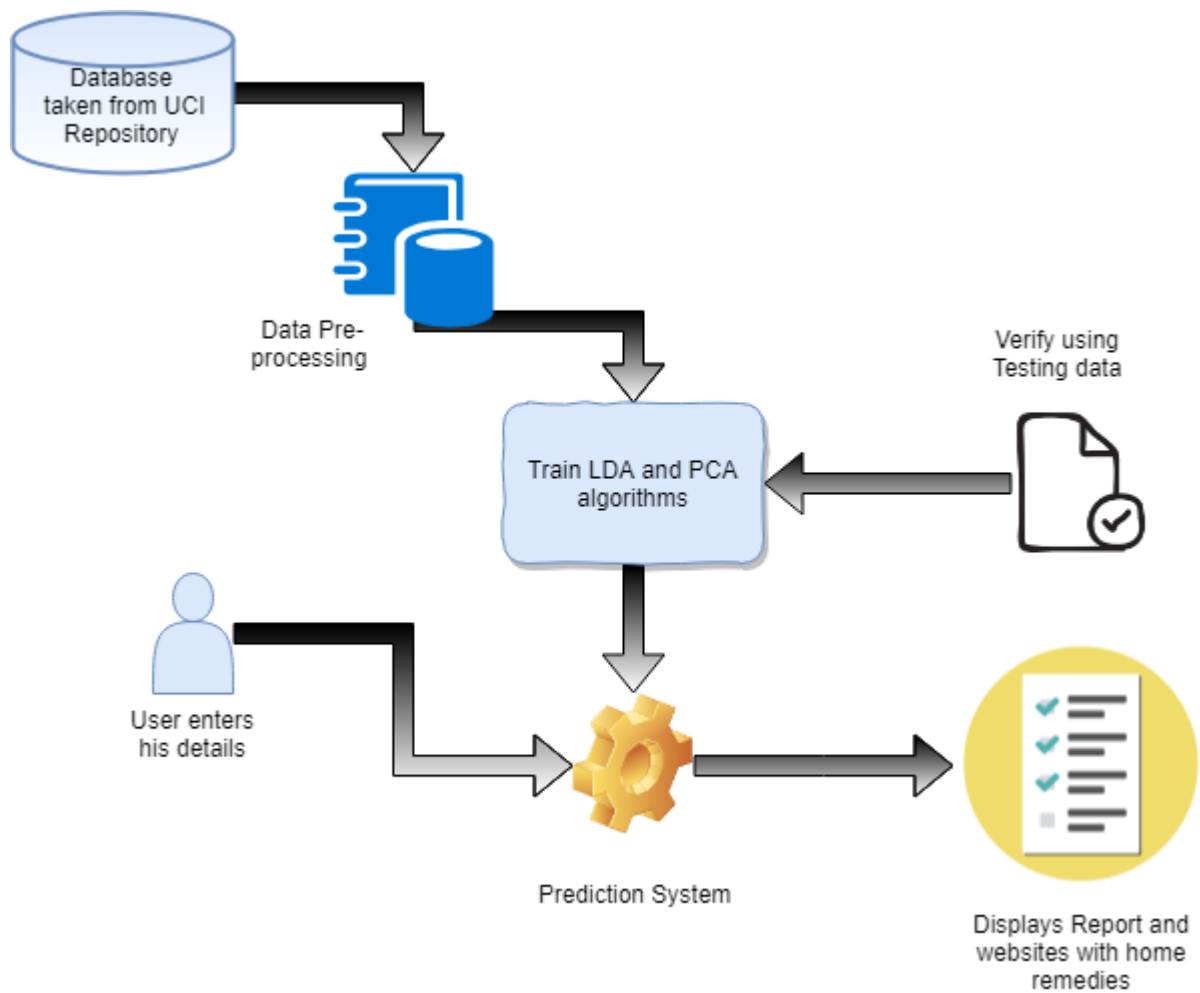 Database
taken from UCI
Repository
Data Pre-
processing
Verify using
Testing data
Train LDA and PCA
algorithms
User enters
his details
Prediction System
Displays Report and
websites with home
remedies